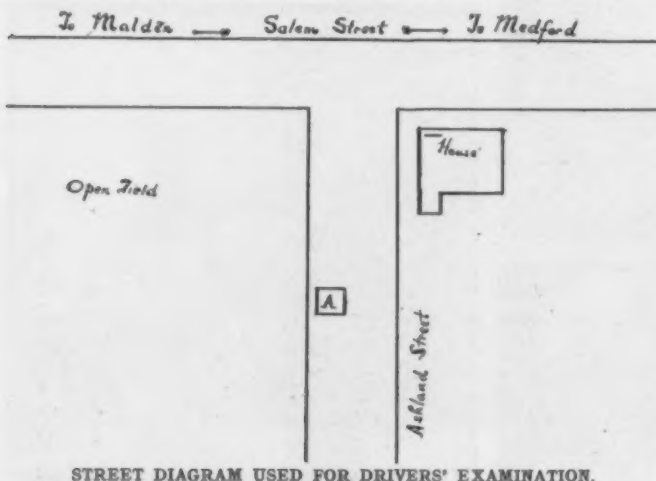 To Malden Salem Street To Medford
House
Open Field
A
Ashland Street
STREET DIAGRAM USED FOR DRIVERS' EXAMINATION.